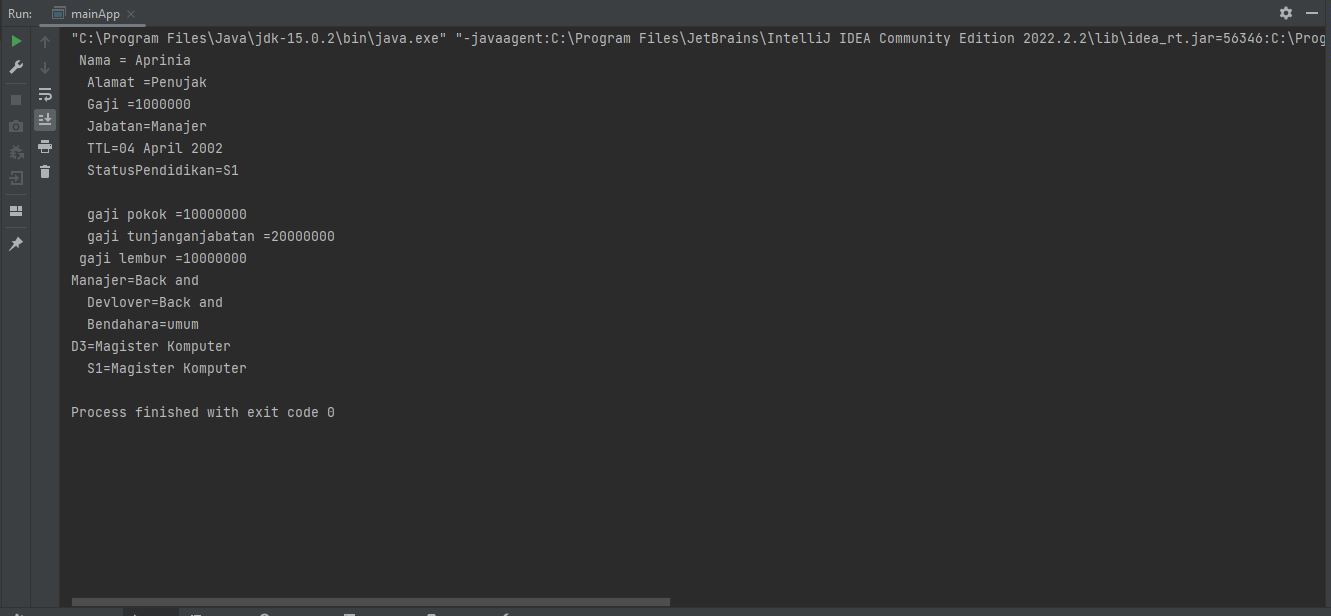 Run: mainApp
"C:\Program Files\Java\jdk-15.0.2\bin\java.exe" "-javaagent:C:\Program Files\JetBrains\IntelliJ IDEA Community Edition 2022.2.2\lib\idea_rt.jar=56346:C:\Prog
Nama = Aprinia
Alamat =Penujak
Gaji =1000000
Jabatan=Manajer
TTL=04 April 2002
StatusPendidikan=S1
gaji pokok =10000000
gaji tunjanganjabatan =20000000
gaji lembur =10000000
Manajer=Back and
Devlover=Back and
Bendahara=umum
D3=Magister Komputer
S1=Magister Komputer
Process finished with exit code 0